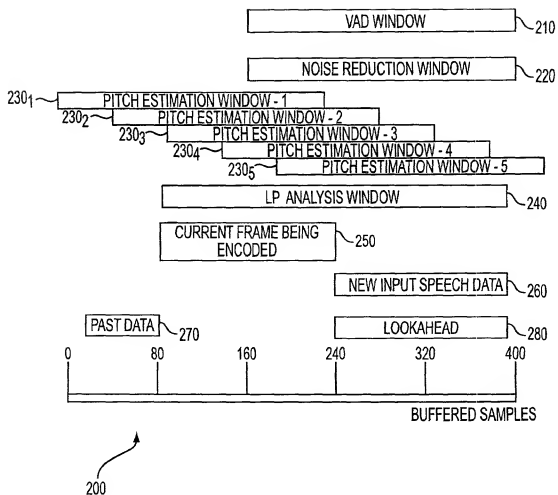 VAD WINDOW
210
NOISE REDUCTION WINDOW
220
230₁
PITCH ESTIMATION WINDOW - 1
230₂
PITCH ESTIMATION WINDOW - 2
230₃
PITCH ESTIMATION WINDOW - 3
230₄
PITCH ESTIMATION WINDOW - 4
230₅
PITCH ESTIMATION WINDOW - 5
LP ANALYSIS WINDOW
240
CURRENT FRAME BEING
ENCODED
250
NEW INPUT SPEECH DATA
260
PAST DATA
270
LOOKAHEAD
280
0 80 160 240 320 400
BUFFERED SAMPLES
200